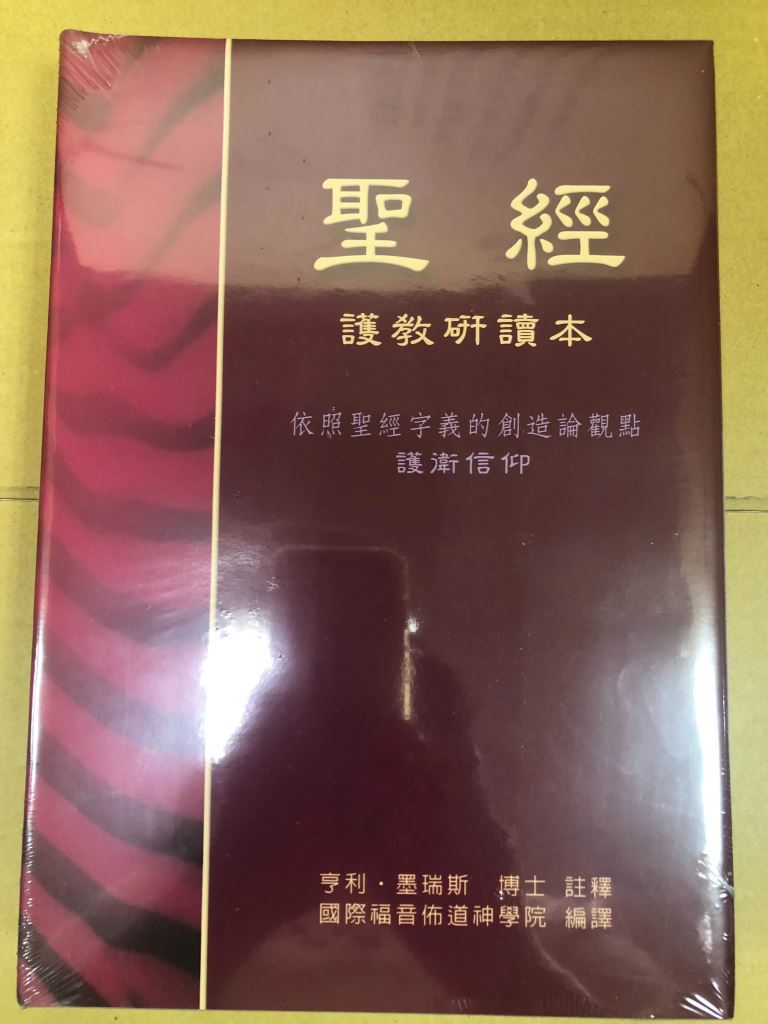 聖經
護教研讀本
依照聖經字義的創造論觀點
護衛信仰
亨利・墨瑞斯 博士 註釋
國際福音佈道神學院 編譯